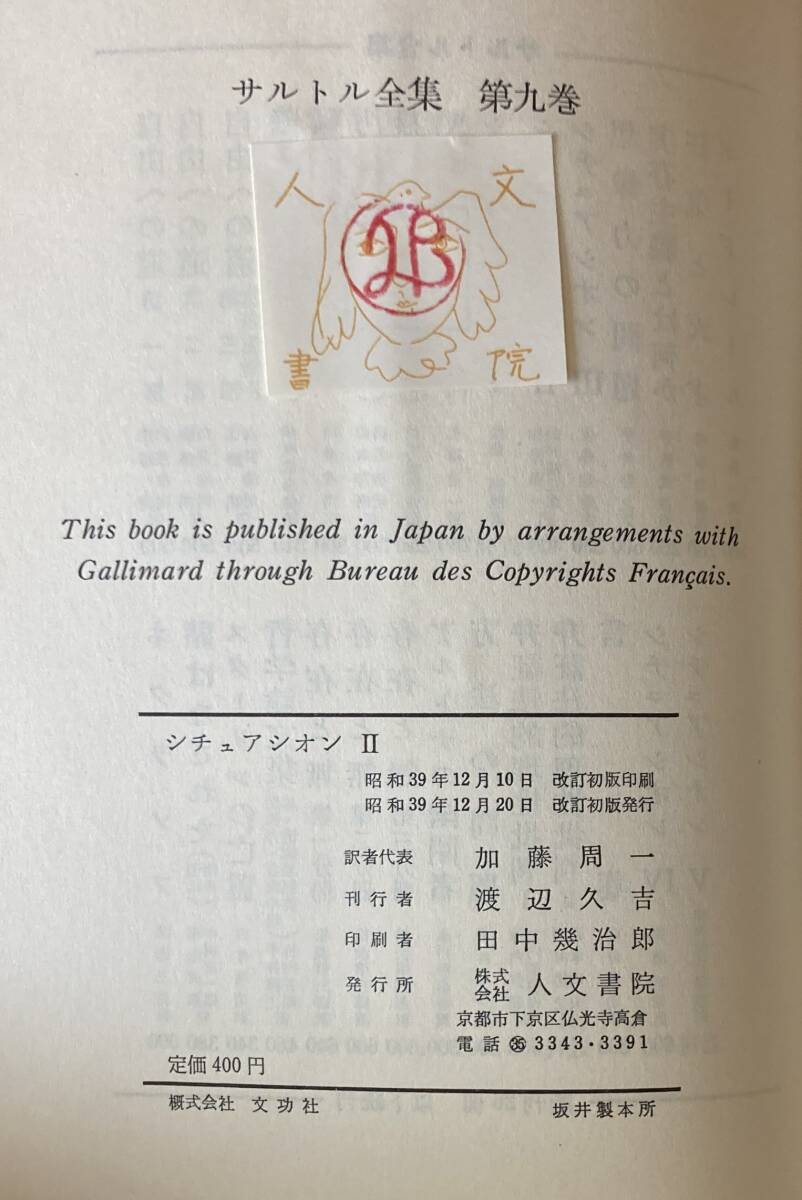 サルトル全集 第九巻
人 文
書 院
This book is published in Japan by arrangements with
Gallimard through Bureau des Copyrights Français.
シチュアシオン II
昭和39年12月10日 改訂初版印刷
昭和39年12月20日 改訂初版発行
訳者代表 加藤周一
刊行者 渡辺久吉
印刷者 田中幾治郎
発行所 株式会社 人文書院
京都市下京区仏光寺高倉
電話 ㉟ 3343・3391
定価400円
概式会社 文功社 坂井製本所